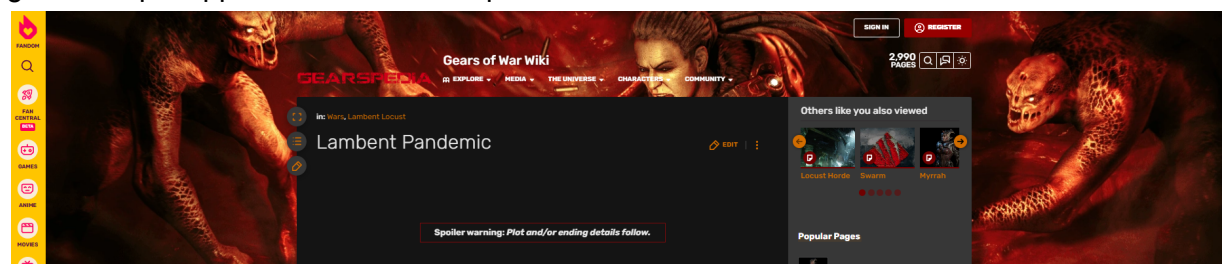 FANDOM
FAN
CENTRAL
BETA
GAMES
ANIME
MOVIES
SIGN IN
REGISTER
Gears of War Wiki
2,990
PAGES
GEARSPEDIA
EXPLORE
MEDIA
THE UNIVERSE
CHARACTERS
COMMUNITY
in: Wars, Lambent Locust
Lambent Pandemic
EDIT
Spoiler warning: Plot and/or ending details follow.
Others like you also viewed
Locust Horde
Swarm
Myrrah
Popular Pages